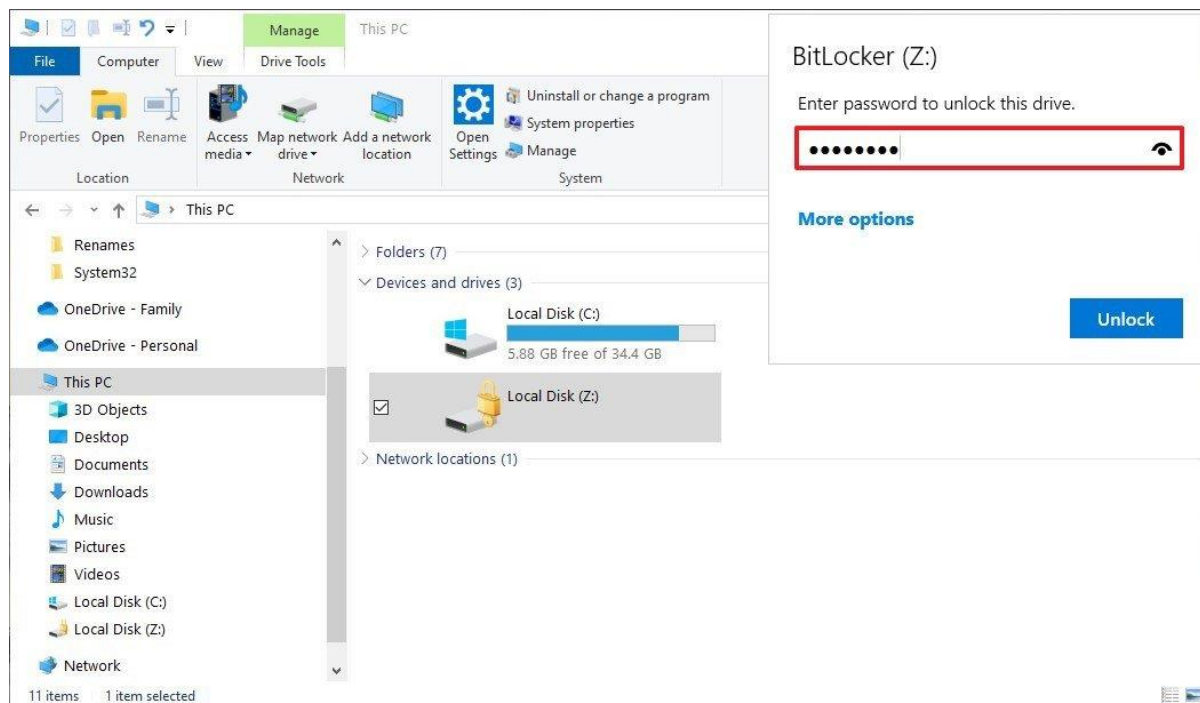 Manage
This PC
File
Computer
View
Drive Tools
Properties
Open
Rename
Access media
Map network drive
Add a network location
Open Settings
Uninstall or change a program
System properties
Manage
Location
Network
System
This PC
Renames
System32
OneDrive - Family
OneDrive - Personal
This PC
3D Objects
Desktop
Documents
Downloads
Music
Pictures
Videos
Local Disk (C:)
Local Disk (Z:)
Network
Folders (7)
Devices and drives (3)
Local Disk (C:)
5.88 GB free of 34.4 GB
Local Disk (Z:)
Network locations (1)
11 items
1 item selected
BitLocker (Z:)
Enter password to unlock this drive.
●●●●●●●●
More options
Unlock